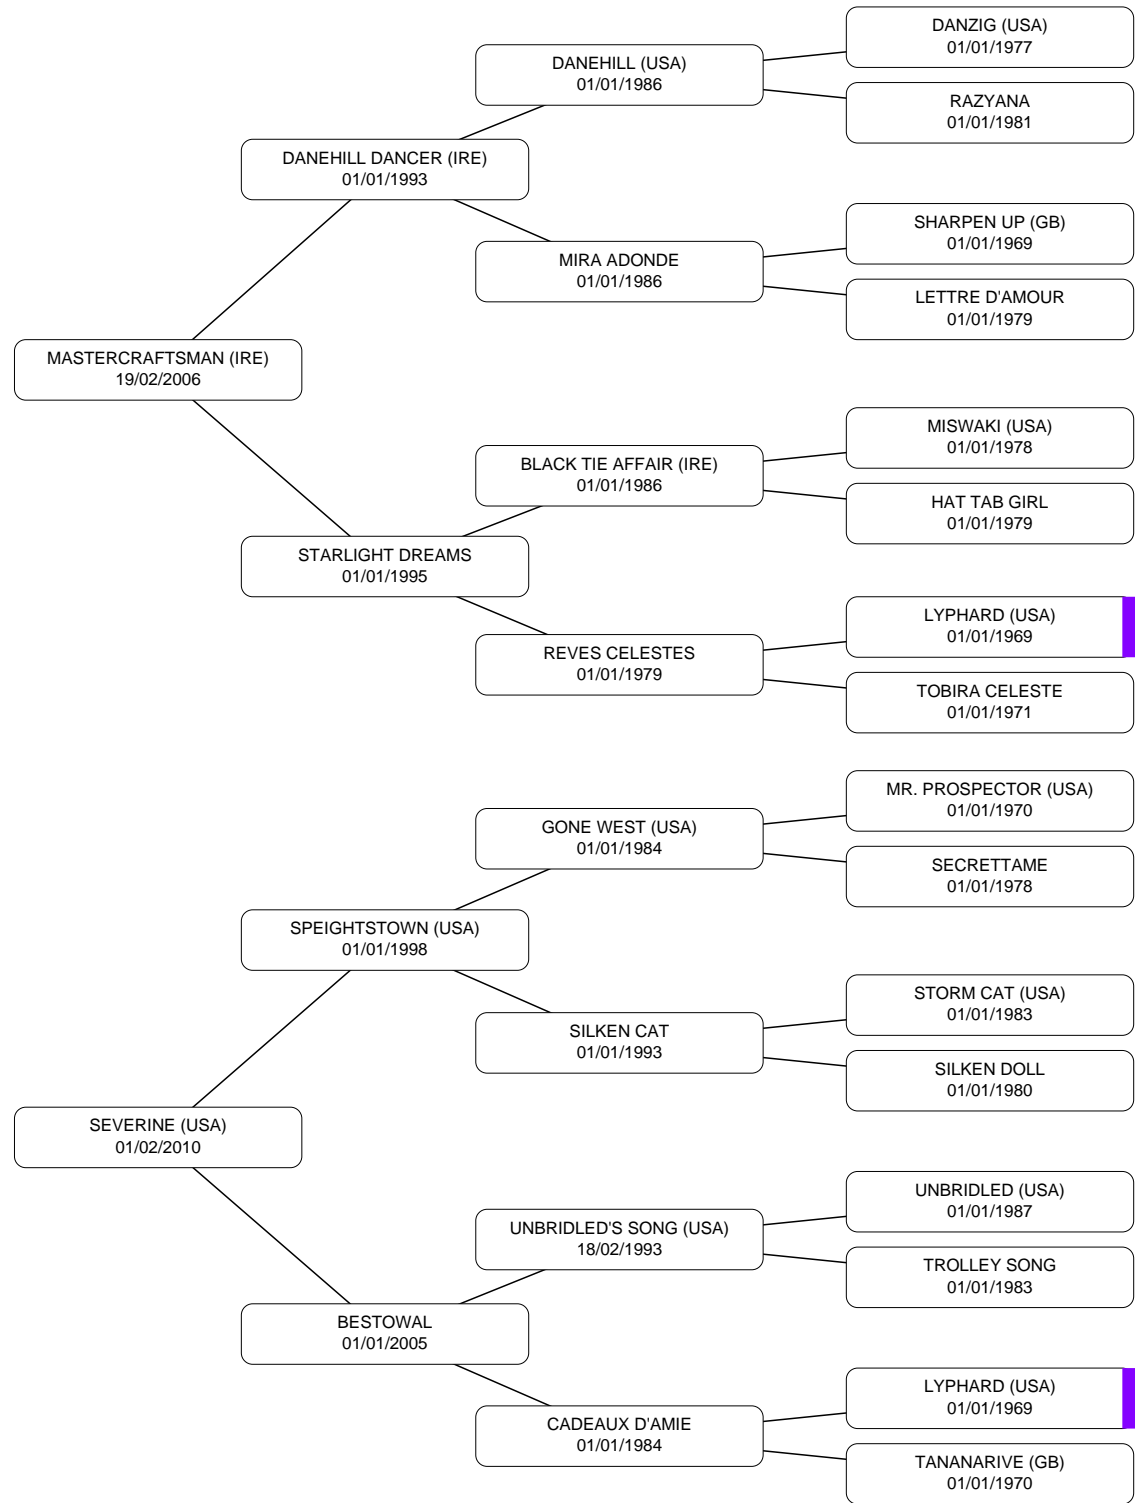 DANZIG (USA)
01/01/1977
DANEHILL (USA)
01/01/1986
RAZYANA
01/01/1981
DANEHILL DANCER (IRE)
01/01/1993
SHARPEN UP (GB)
01/01/1969
MIRA ADONDE
01/01/1986
LETTRE D'AMOUR
01/01/1979
MASTERCRAFTSMAN (IRE)
19/02/2006
MISWAKI (USA)
01/01/1978
BLACK TIE AFFAIR (IRE)
01/01/1986
HAT TAB GIRL
01/01/1979
STARLIGHT DREAMS
01/01/1995
LYPHARD (USA)
01/01/1969
REVES CELESTES
01/01/1979
TOBIRA CELESTE
01/01/1971
MR. PROSPECTOR (USA)
01/01/1970
GONE WEST (USA)
01/01/1984
SECRETTAME
01/01/1978
SPEIGHTSTOWN (USA)
01/01/1998
STORM CAT (USA)
01/01/1983
SILKEN CAT
01/01/1993
SILKEN DOLL
01/01/1980
SEVERINE (USA)
01/02/2010
UNBRIDLED (USA)
01/01/1987
UNBRIDLED'S SONG (USA)
18/02/1993
TROLLEY SONG
01/01/1983
BESTOWAL
01/01/2005
LYPHARD (USA)
01/01/1969
CADEAUX D'AMIE
01/01/1984
TANANARIVE (GB)
01/01/1970